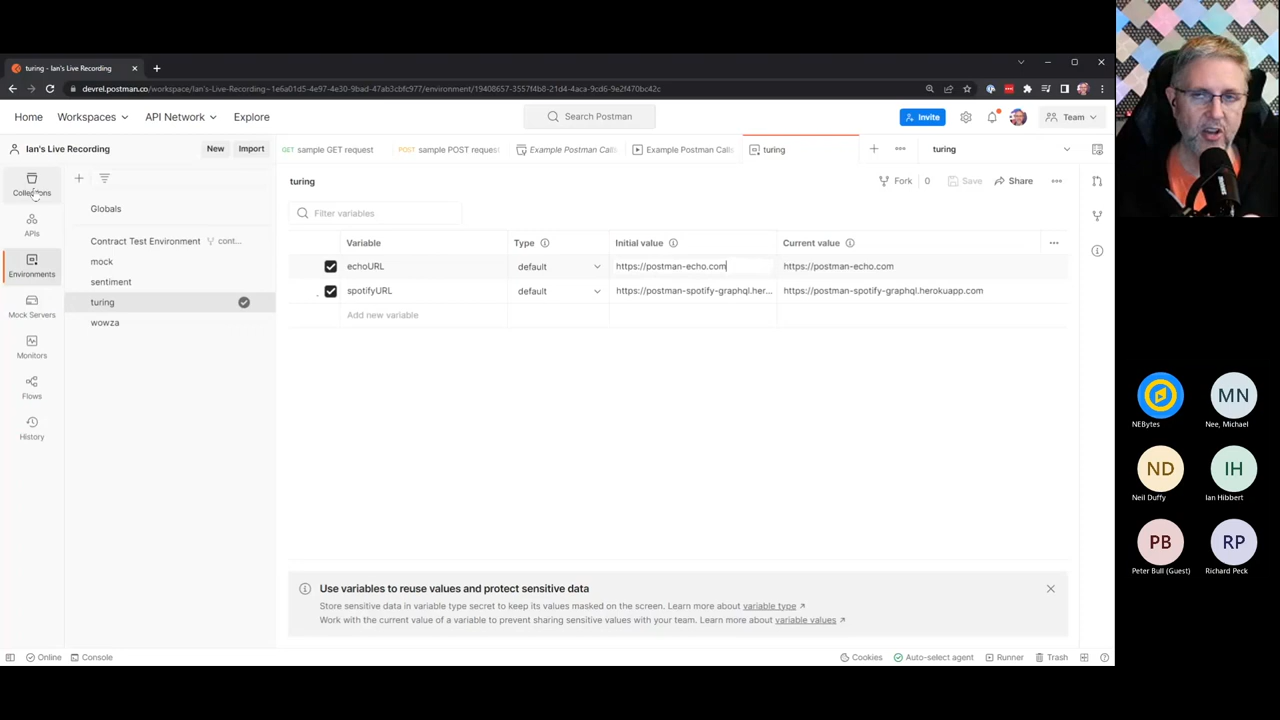 turing - Ian's Live Recording
devrel.postman.co/workspace/Ian's-Live-Recording~1e6a01d5-4e97-4e30-9bad-47ab3cbfc977/environment/19408657-3557f4b8-21d4-4aca-9cd6-9e2f470bc42c
Home
Workspaces
API Network
Explore
Search Postman
Invite
Team
Ian's Live Recording
New
Import
GET sample GET request
POST sample POST request
Example Postman Calls
Example Postman Calls
turing
turing
Collections
APIs
Environments
Mock Servers
Monitors
Flows
History
Globals
Contract Test Environment cont...
mock
sentiment
turing
wowza
turing
Fork 0
Save
Share
Filter variables
Variable Type Initial value Current value
echoURL default https://postman-echo.com https://postman-echo.com
spotifyURL default https://postman-spotify-graphql.her... https://postman-spotify-graphql.herokuapp.com
Add new variable
Use variables to reuse values and protect sensitive data
Store sensitive data in variable type secret to keep its values masked on the screen. Learn more about variable type
Work with the current value of a variable to prevent sharing sensitive values with your team. Learn more about variable values
Online
Console
Cookies
Auto-select agent
Runner
Trash
NEBytes
MN
Nee, Michael
ND
Neil Duffy
IH
Ian Hibbert
PB
Peter Bull (Guest)
RP
Richard Peck